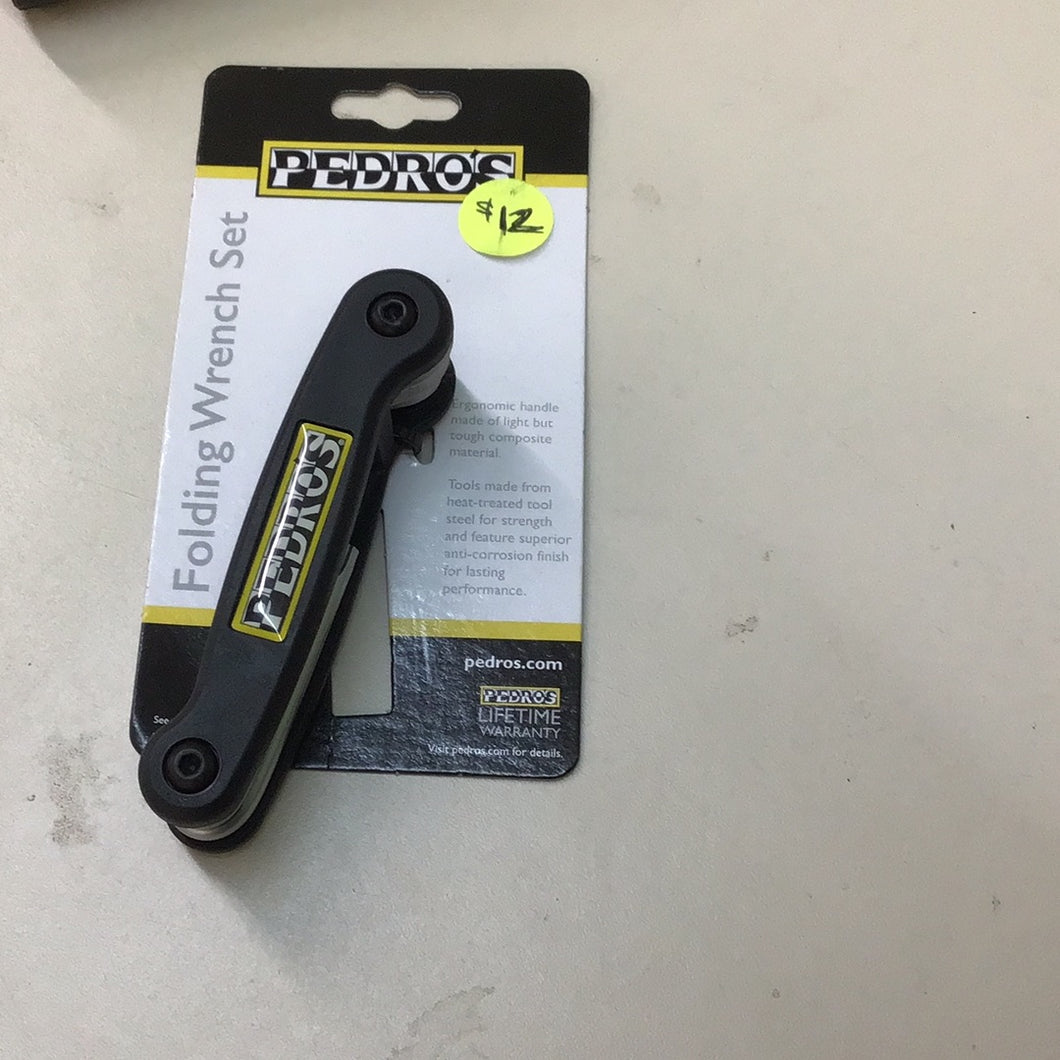 PEDRO'S
$12
Folding Wrench Set
PEDRO'S
Ergonomic handle
made of light but
tough composite
material.
Tools made from
heat-treated tool
steel for strength
and feature superior
anti-corrosion finish
for lasting
performance.
pedros.com
PEDRO'S
LIFETIME
WARRANTY
See
Visit pedros.com for details.